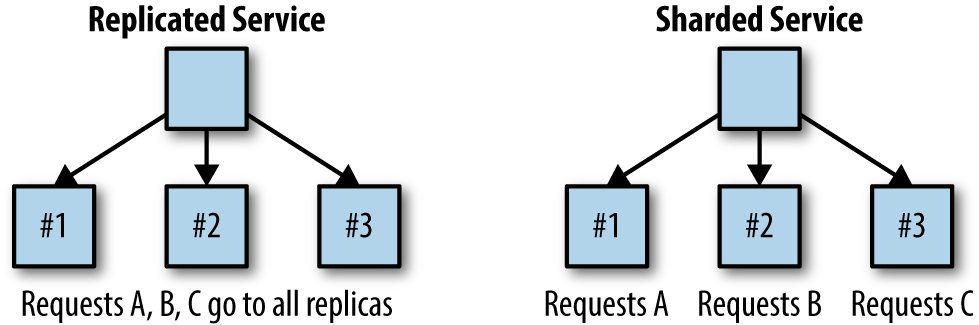 Replicated Service
#1
#2
#3
Requests A, B, C go to all replicas
Sharded Service
#1
#2
#3
Requests A
Requests B
Requests C